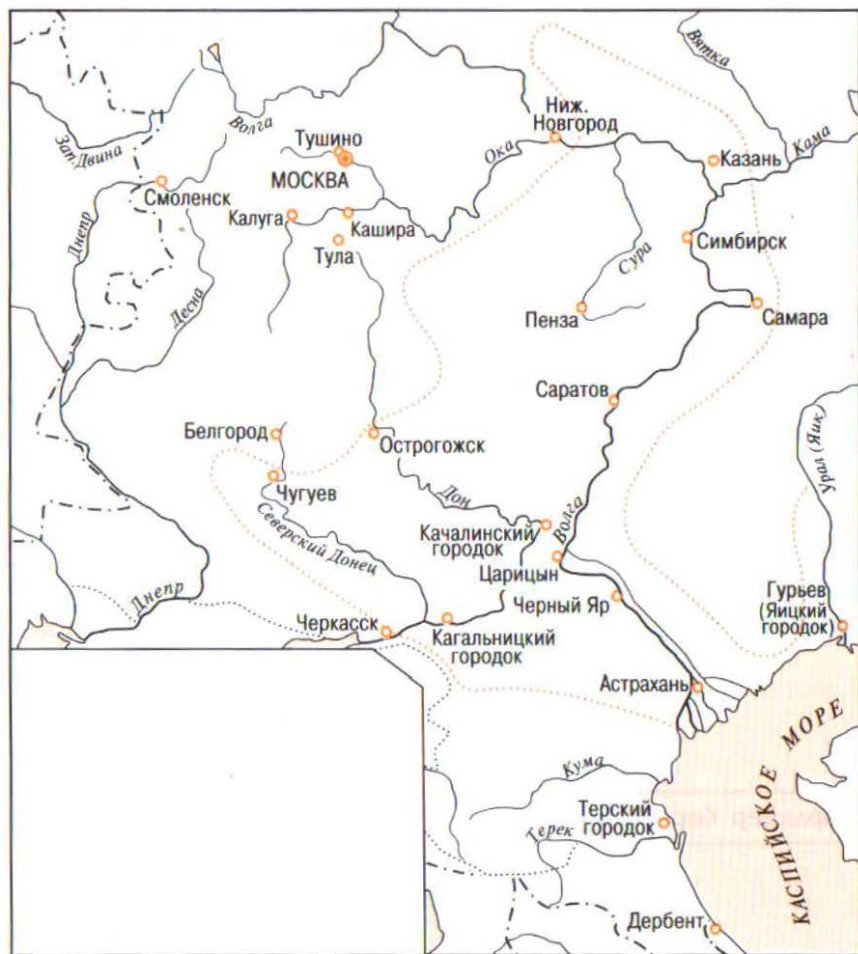 Вятка
Ниж.
Новгород
Волга
Тушино
Зап. Двина
Ока
Кама
Казань
МОСКВА
Смоленск
Калуга
Кашира
Днепр
Тула
Симбирск
Сура
Десна
Пенза
Самара
Саратов
Белгород
Острогожск
Урал (Яик)
Чугуев
Дон
Северский Донец
Качалинский
городок
Волга
Царицын
Днепр
Черкасск
Кагальницкий
городок
Черный Яр
Гурьев
(Яицкий
городок)
Астрахань
КАСПИЙСКОЕ МОРЕ
Кума
Терский
городок
Терек
Дербент